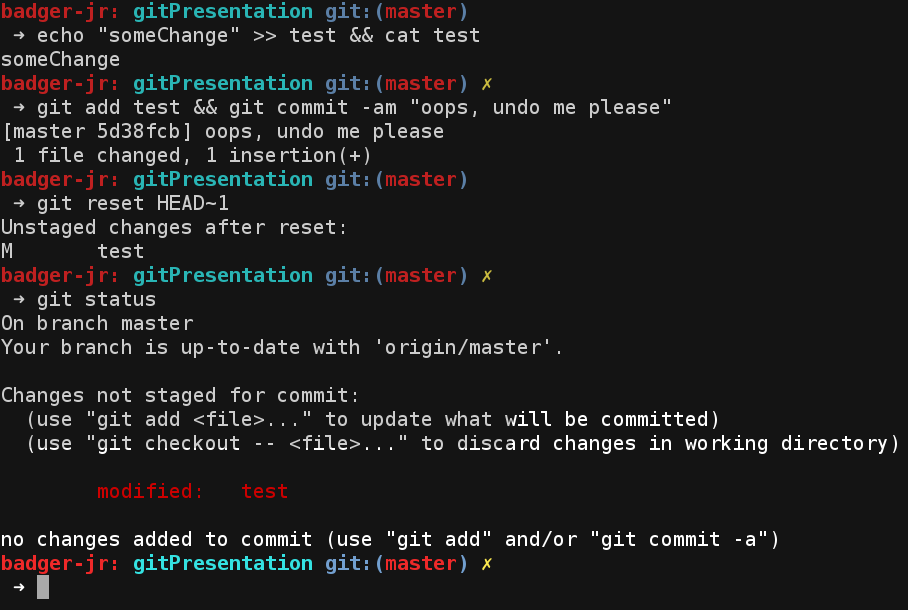 badger-jr: gitPresentation git:(master)
➜ echo "someChange" >> test && cat test
someChange
badger-jr: gitPresentation git:(master) ✗
➜ git add test && git commit -am "oops, undo me please"
[master 5d38fcb] oops, undo me please
1 file changed, 1 insertion(+)
badger-jr: gitPresentation git:(master)
➜ git reset HEAD~1
Unstaged changes after reset:
M       test
badger-jr: gitPresentation git:(master) ✗
➜ git status
On branch master
Your branch is up-to-date with 'origin/master'.
Changes not staged for commit:
(use "git add <file>..." to update what will be committed)
(use "git checkout -- <file>..." to discard changes in working directory)
modified:   test
no changes added to commit (use "git add" and/or "git commit -a")
badger-jr: gitPresentation git:(master) ✗
➜